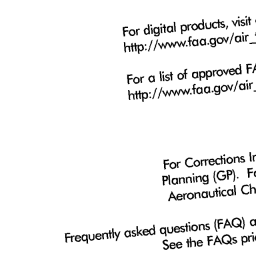 For digital products, visit
http://www.faa.gov/air_
For a list of approved FA
http://www.faa.gov/air_
For Corrections
Planning (GP).
Aeronautical Ch
Frequently asked questions (FAQ) a
See the FAQs pri